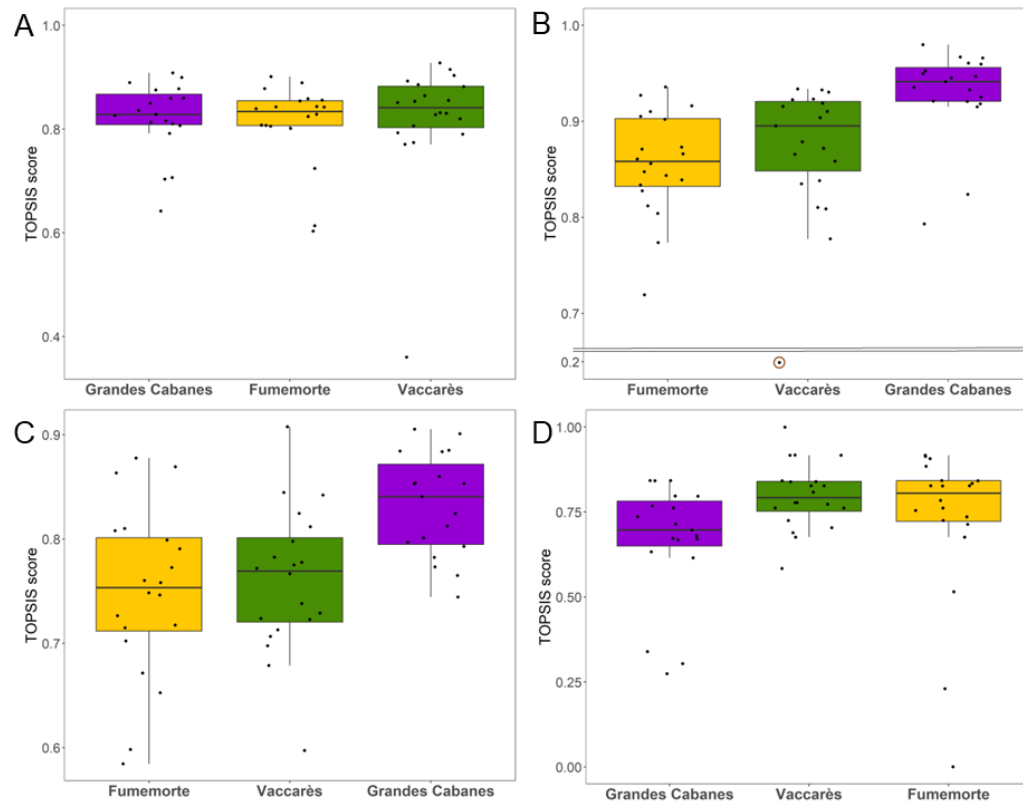 A
TOPSIS score
1.0
0.8
0.6
0.4
Grandes Cabanes Fumemorte Vaccarès
B
TOPSIS score
1.0
0.9
0.8
0.7
0.2
Fumemorte Vaccarès Grandes Cabanes
C
TOPSIS score
0.9
0.8
0.7
0.6
Fumemorte Vaccarès Grandes Cabanes
D
TOPSIS score
1.00
0.75
0.50
0.25
0.00
Grandes Cabanes Vaccarès Fumemorte